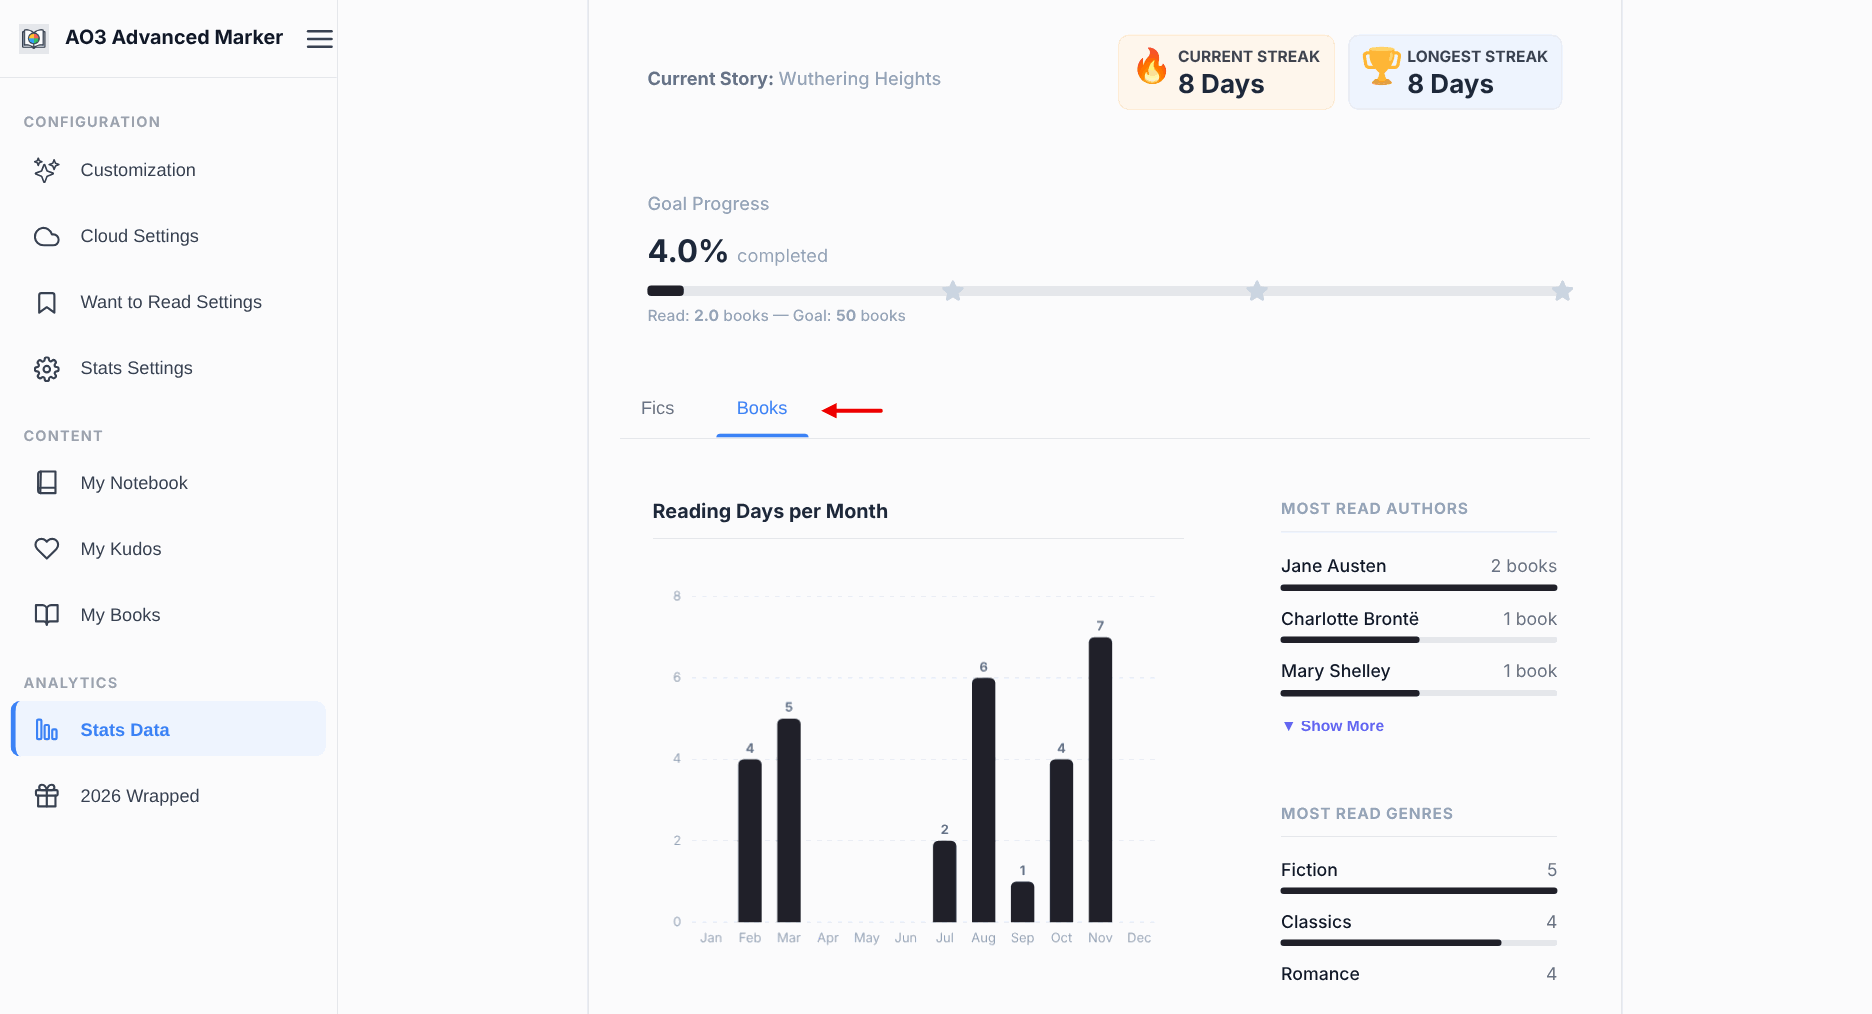 AO3 Advanced Marker
CONFIGURATION
Customization
Cloud Settings
Want to Read Settings
Stats Settings
CONTENT
My Notebook
My Kudos
My Books
ANALYTICS
Stats Data
2026 Wrapped
Current Story: Wuthering Heights
CURRENT STREAK
8 Days
LONGEST STREAK
8 Days
Goal Progress
4.0% completed
Read: 2.0 books — Goal: 50 books
Fics
Books
Reading Days per Month
8
6
4
2
0
4
5
2
6
1
4
7
Jan Feb Mar Apr May Jun Jul Aug Sep Oct Nov Dec
MOST READ AUTHORS
Jane Austen 2 books
Charlotte Brontë 1 book
Mary Shelley 1 book
▼ Show More
MOST READ GENRES
Fiction 5
Classics 4
Romance 4